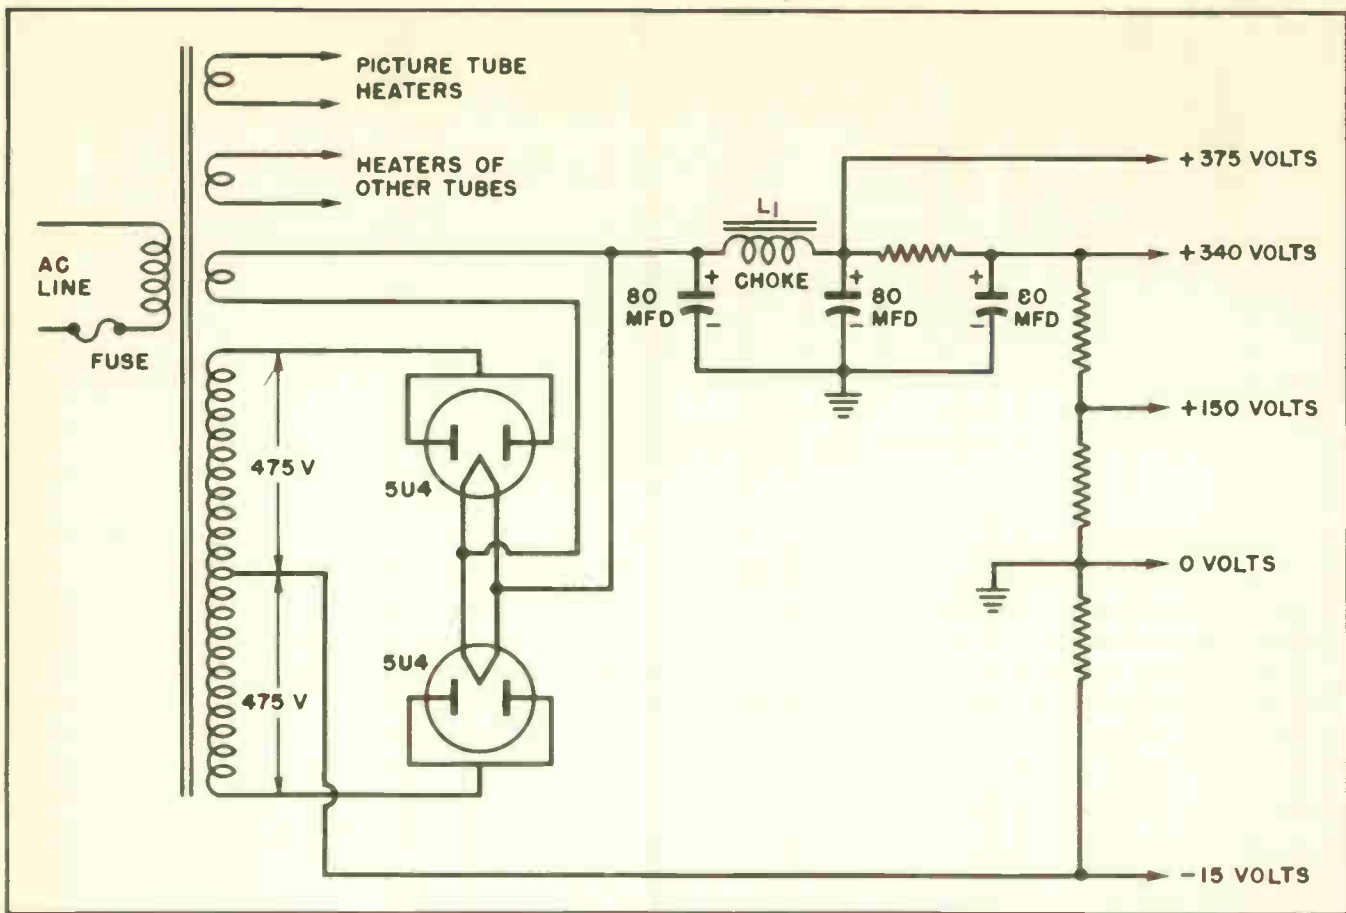 PICTURE TUBE
HEATERS
HEATERS OF
OTHER TUBES
AC
LINE
FUSE
475 V
475 V
5U4
5U4
L1
CHOKE
+
80
MFD
-
+
80
MFD
-
+
80
MFD
-
+375 VOLTS
+340 VOLTS
+150 VOLTS
0 VOLTS
-15 VOLTS